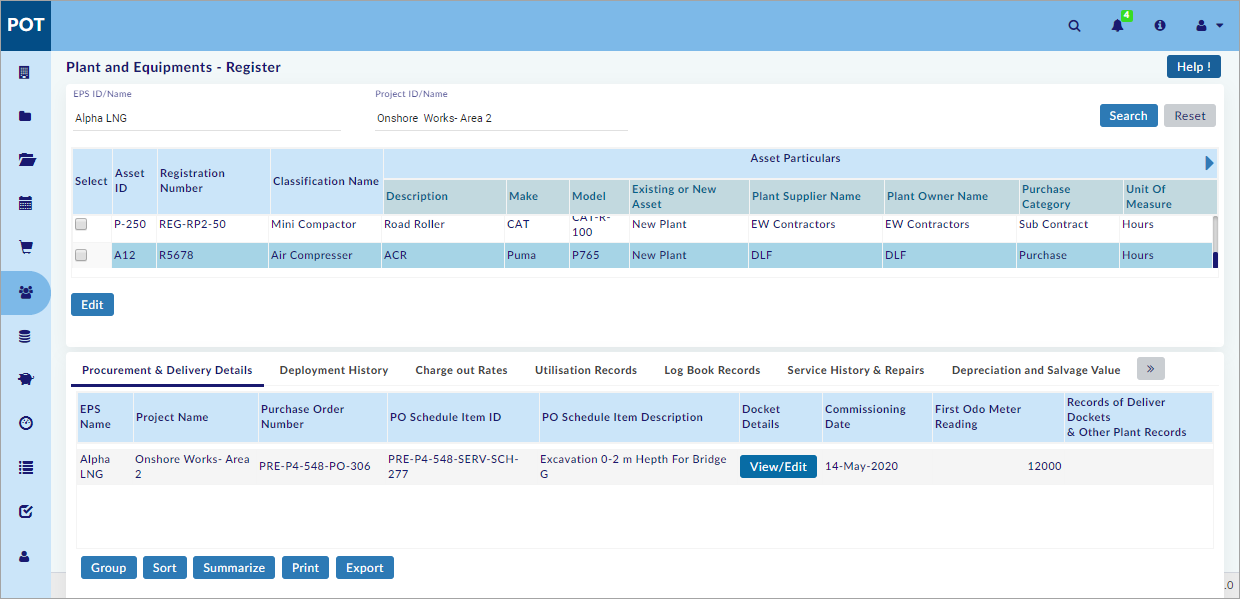 POT
4
Plant and Equipments - Register
Help !
EPS ID/Name
Project ID/Name
Alpha LNG
Onshore Works- Area 2
Search
Reset
Asset Particulars
Select
Asset ID
Registration Number
Classification Name
Description
Make
Model
Existing or New Asset
Plant Supplier Name
Plant Owner Name
Purchase Category
Unit Of Measure
P-250
REG-RP2-50
Mini Compactor
Road Roller
CAT
CAT-R-100
New Plant
EW Contractors
EW Contractors
Sub Contract
Hours
A12
R5678
Air Compresser
ACR
Puma
P765
New Plant
DLF
DLF
Purchase
Hours
Edit
Procurement & Delivery Details
Deployment History
Charge out Rates
Utilisation Records
Log Book Records
Service History & Repairs
Depreciation and Salvage Value
»
EPS Name
Project Name
Purchase Order Number
PO Schedule Item ID
PO Schedule Item Description
Docket Details
Commissioning Date
First Odo Meter Reading
Records of Deliver Dockets & Other Plant Records
Alpha LNG
Onshore Works- Area 2
PRE-P4-548-PO-306
PRE-P4-548-SERV-SCH-277
Excavation 0-2 m Hepth For Bridge G
View/Edit
14-May-2020
12000
Group
Sort
Summarize
Print
Export
.0